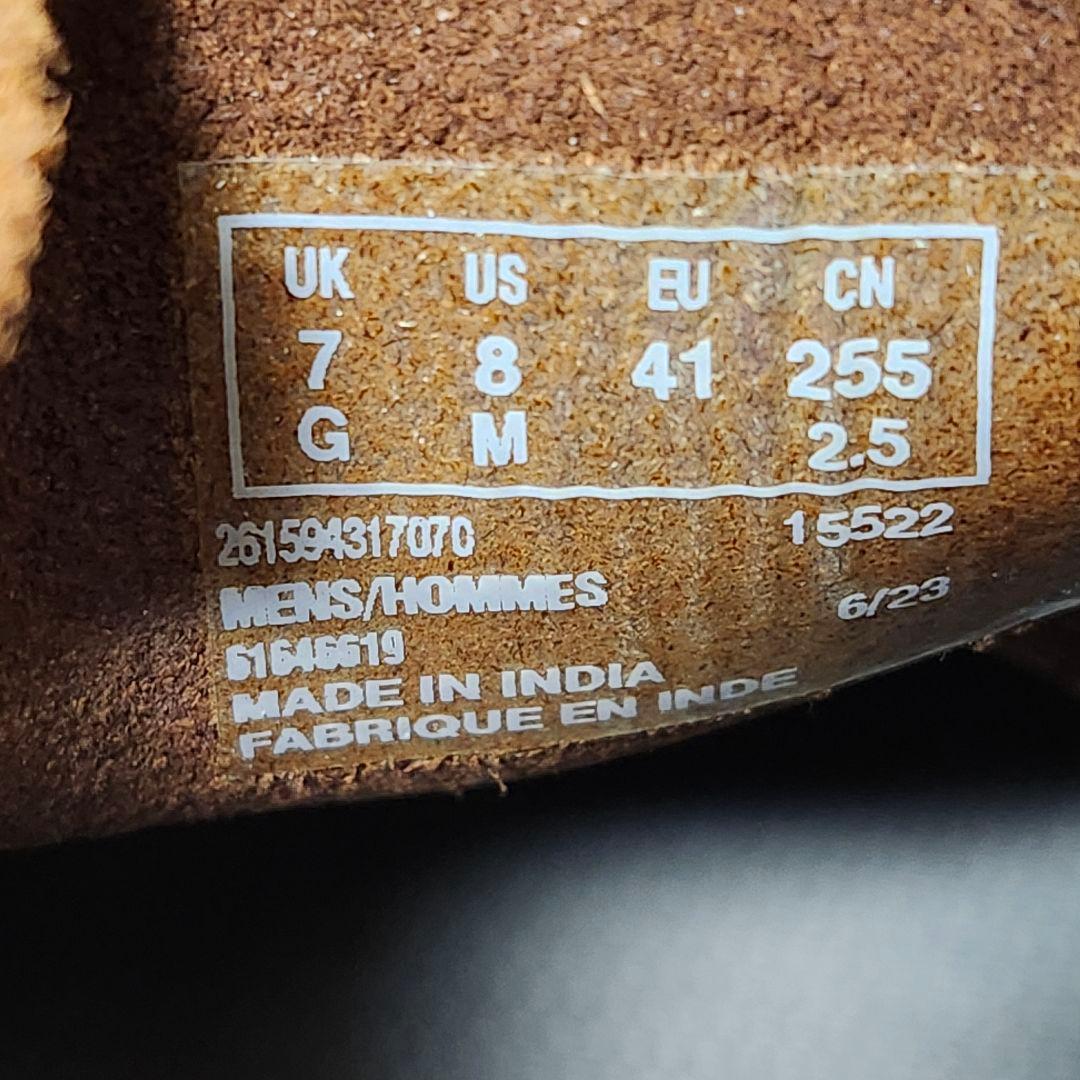 UK US EU CN
7 8 41 255
G M 2.5
261594317070 15522
MENS/HOMMES 6/23
61646619
MADE IN INDIA
FABRIQUE EN INDE